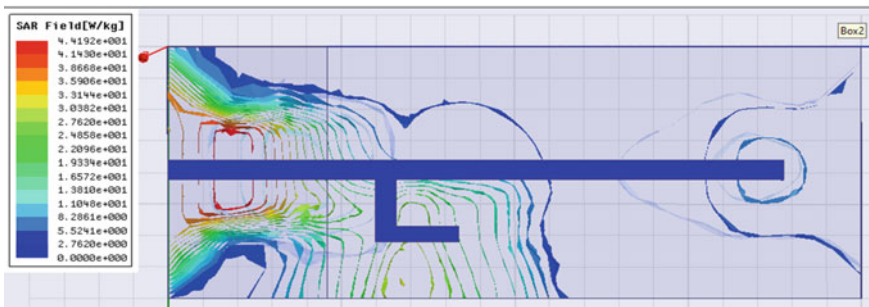 SAR Field[W/kg]
4.4192e+001
4.1430e+001
3.8668e+001
3.5906e+001
3.3144e+001
3.0382e+001
2.7620e+001
2.4858e+001
2.2096e+001
1.9334e+001
1.6572e+001
1.3810e+001
1.1048e+001
8.2861e+000
5.5241e+000
2.7620e+000
0.0000e+000
Box2